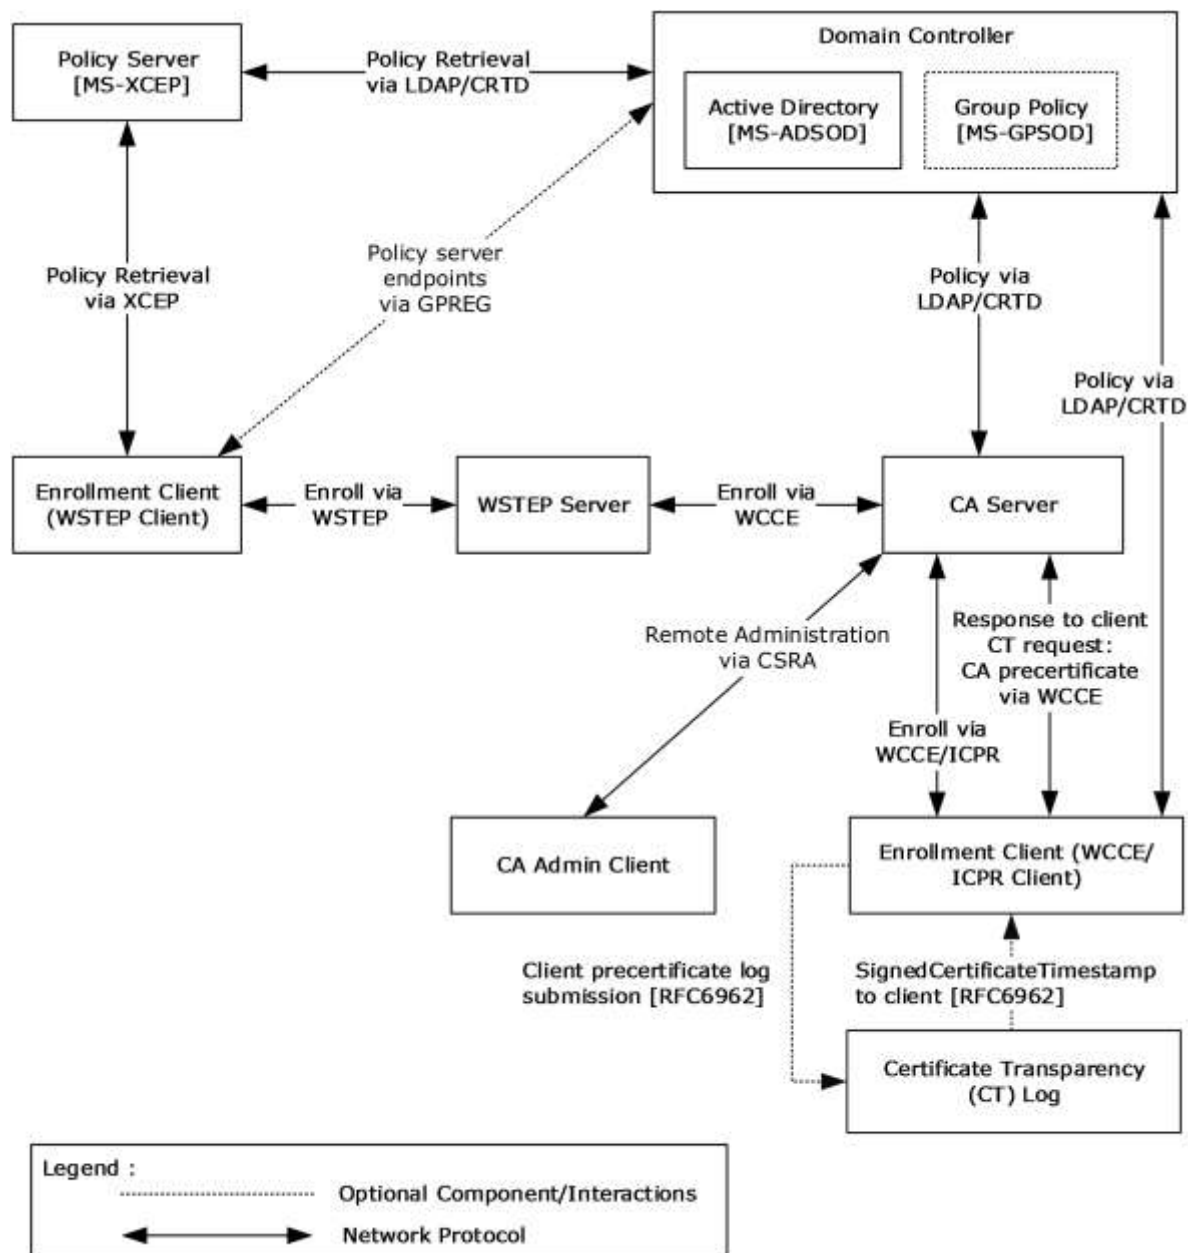 Policy Server
[MS-XCEP]
Policy Retrieval
via LDAP/CRTD
Domain Controller
Active Directory
[MS-ADSOD]
Group Policy
[MS-GPSOD]
Policy server
endpoints
via GPREG
Policy Retrieval
via XCEP
Policy via
LDAP/CRTD
Policy via
LDAP/CRTD
Enrollment Client
(WSTEP Client)
Enroll via
WSTEP
WSTEP Server
Enroll via
WCCE
CA Server
Remote Administration
via CSRA
Response to client
CT request:
CA precertificate
via WCCE
Enroll via
WCCE/ICPR
CA Admin Client
Enrollment Client (WCCE/
ICPR Client)
Client precertificate log
submission [RFC6962]
SignedCertificateTimestamp
to client [RFC6962]
Certificate Transparency
(CT) Log
Legend :
Optional Component/Interactions
Network Protocol